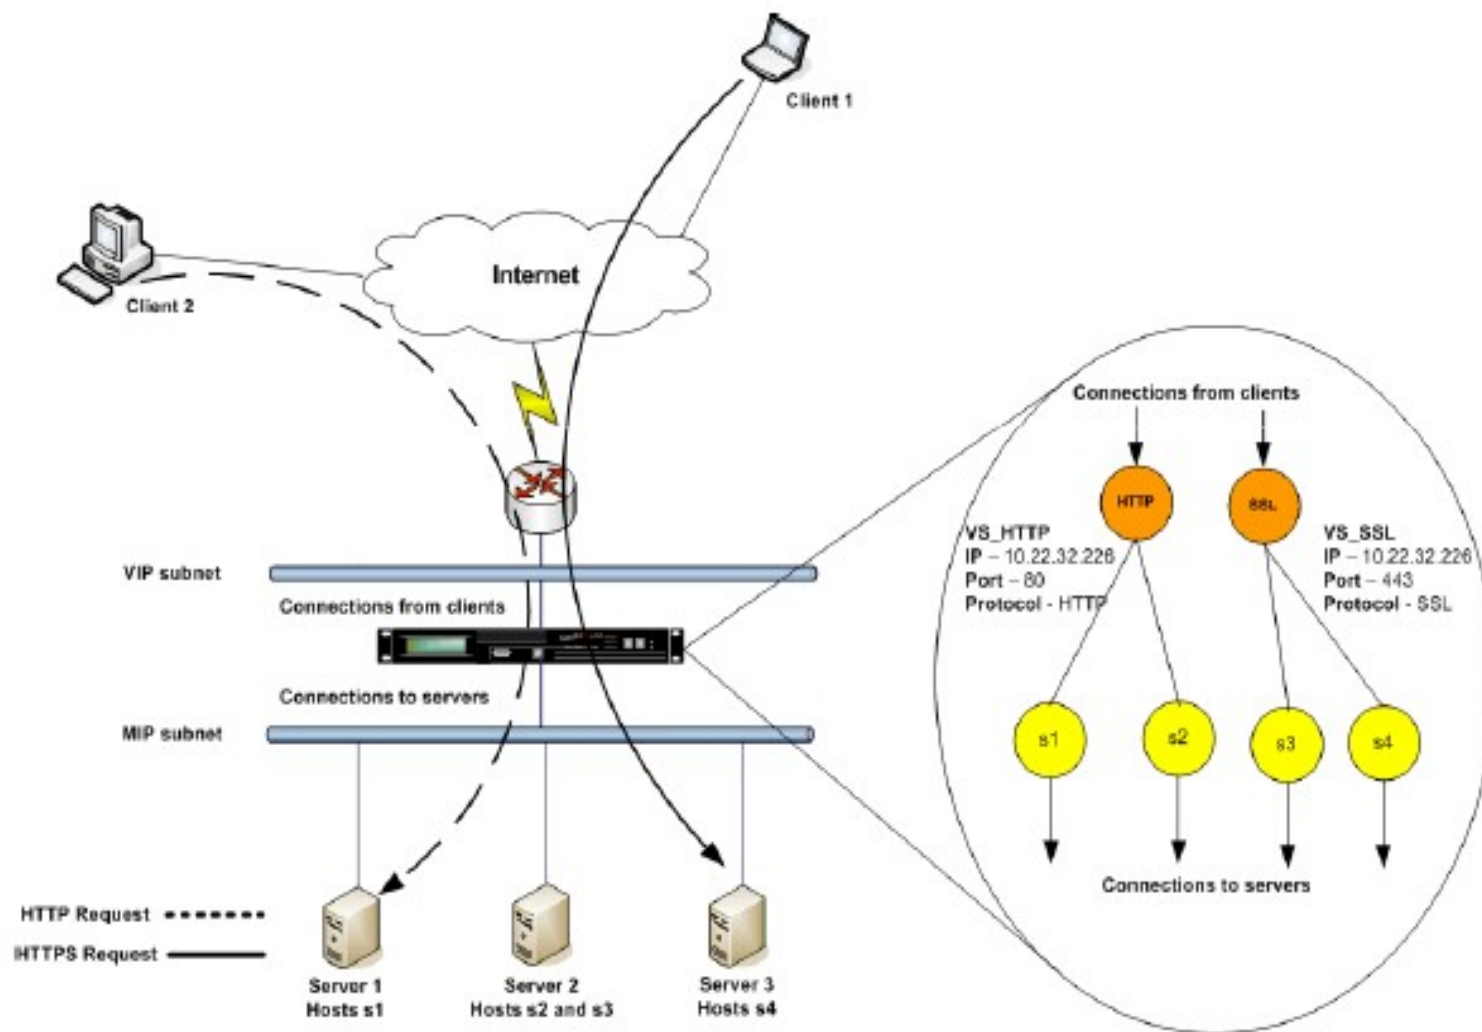 Client 1
Internet
Client 2
Connections from clients
HTTP
SSL
VS_HTTP
IP – 10.22.32.226
Port – 80
Protocol - HTTP
VS_SSL
IP – 10.22.32.226
Port – 443
Protocol - SSL
VIP subnet
Connections from clients
Connections to servers
MIP subnet
s1
s2
s3
s4
Connections to servers
HTTP Request
HTTPS Request
Server 1
Hosts s1
Server 2
Hosts s2 and s3
Server 3
Hosts s4